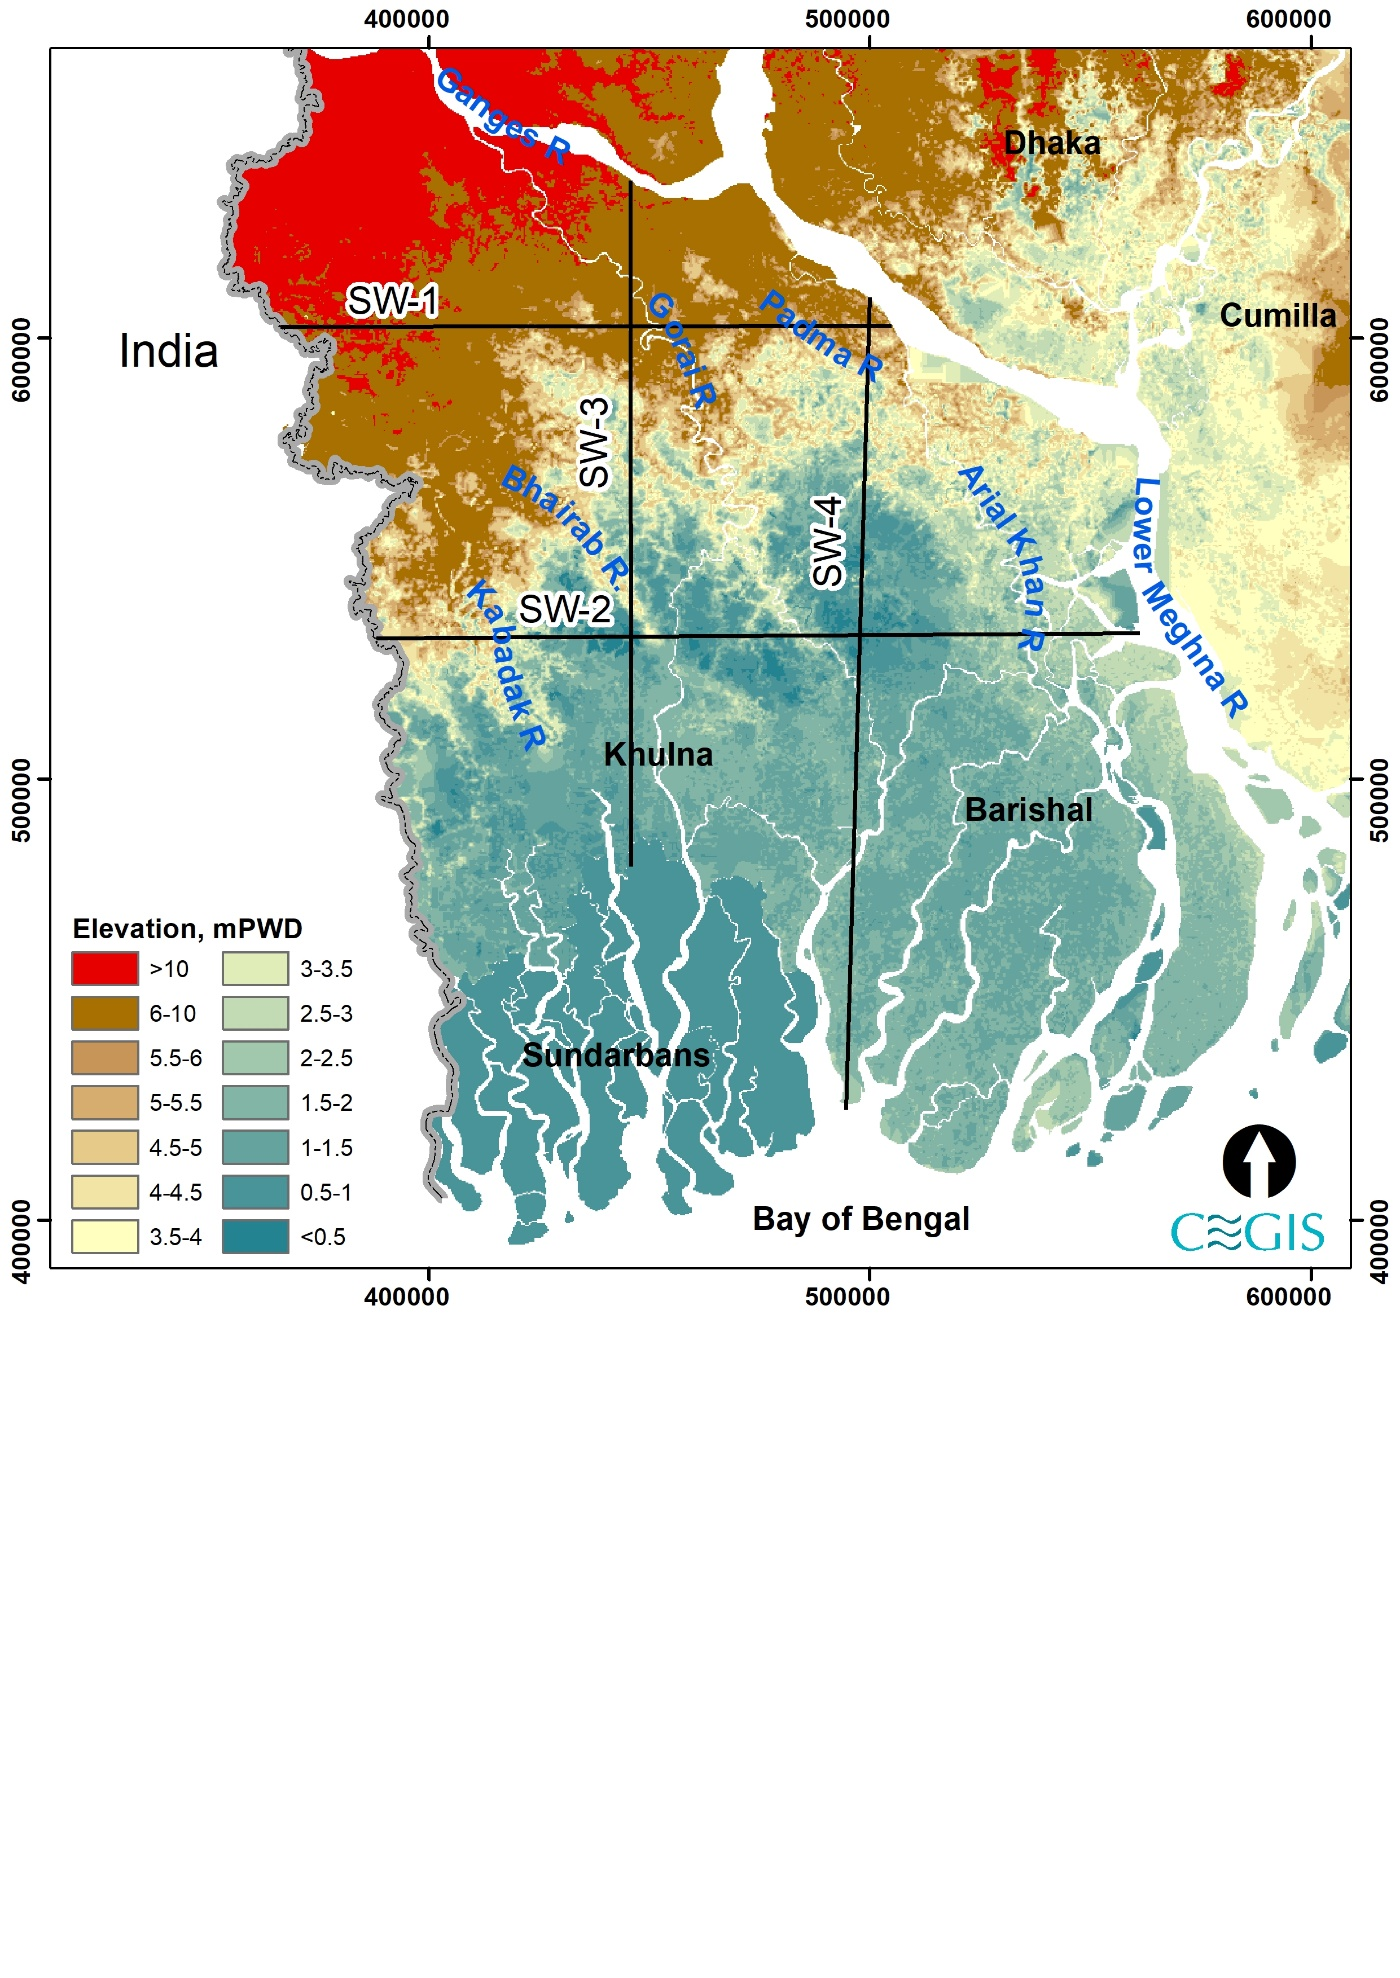 400000
500000
600000
Ganges R
Dhaka
SW-1
Gorai R
Padma R
Cumilla
India
600000
600000
SW-3
Bhairab R.
SW-4
Arial Khan R
Lower Meghna R
SW-2
Kabadak R
Khulna
500000
500000
Barishal
Elevation, mPWD
>10
3-3.5
6-10
2.5-3
5.5-6
2-2.5
5-5.5
1.5-2
4.5-5
1-1.5
4-4.5
0.5-1
3.5-4
<0.5
Sundarbans
Bay of Bengal
CEGIS
400000
400000
400000
500000
600000